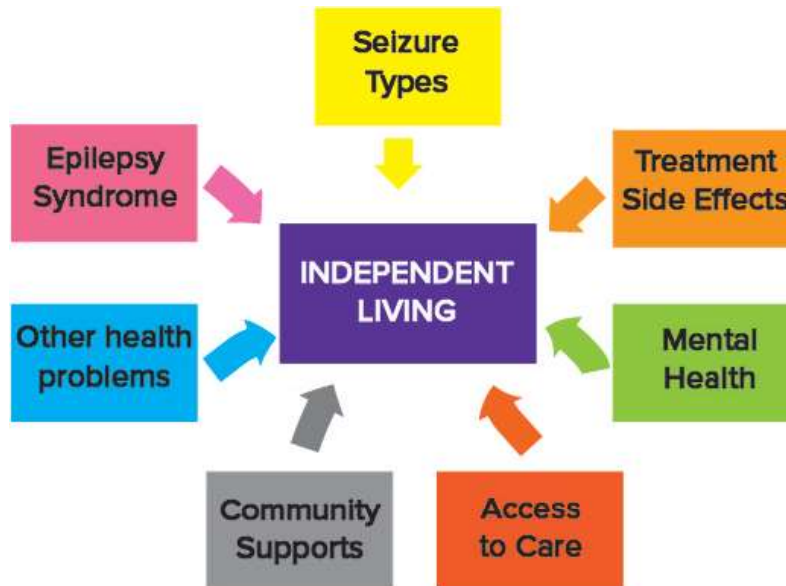 Seizure
Types
Epilepsy
Syndrome
Treatment
Side Effects
INDEPENDENT
LIVING
Other health
problems
Mental
Health
Community
Supports
Access
to Care